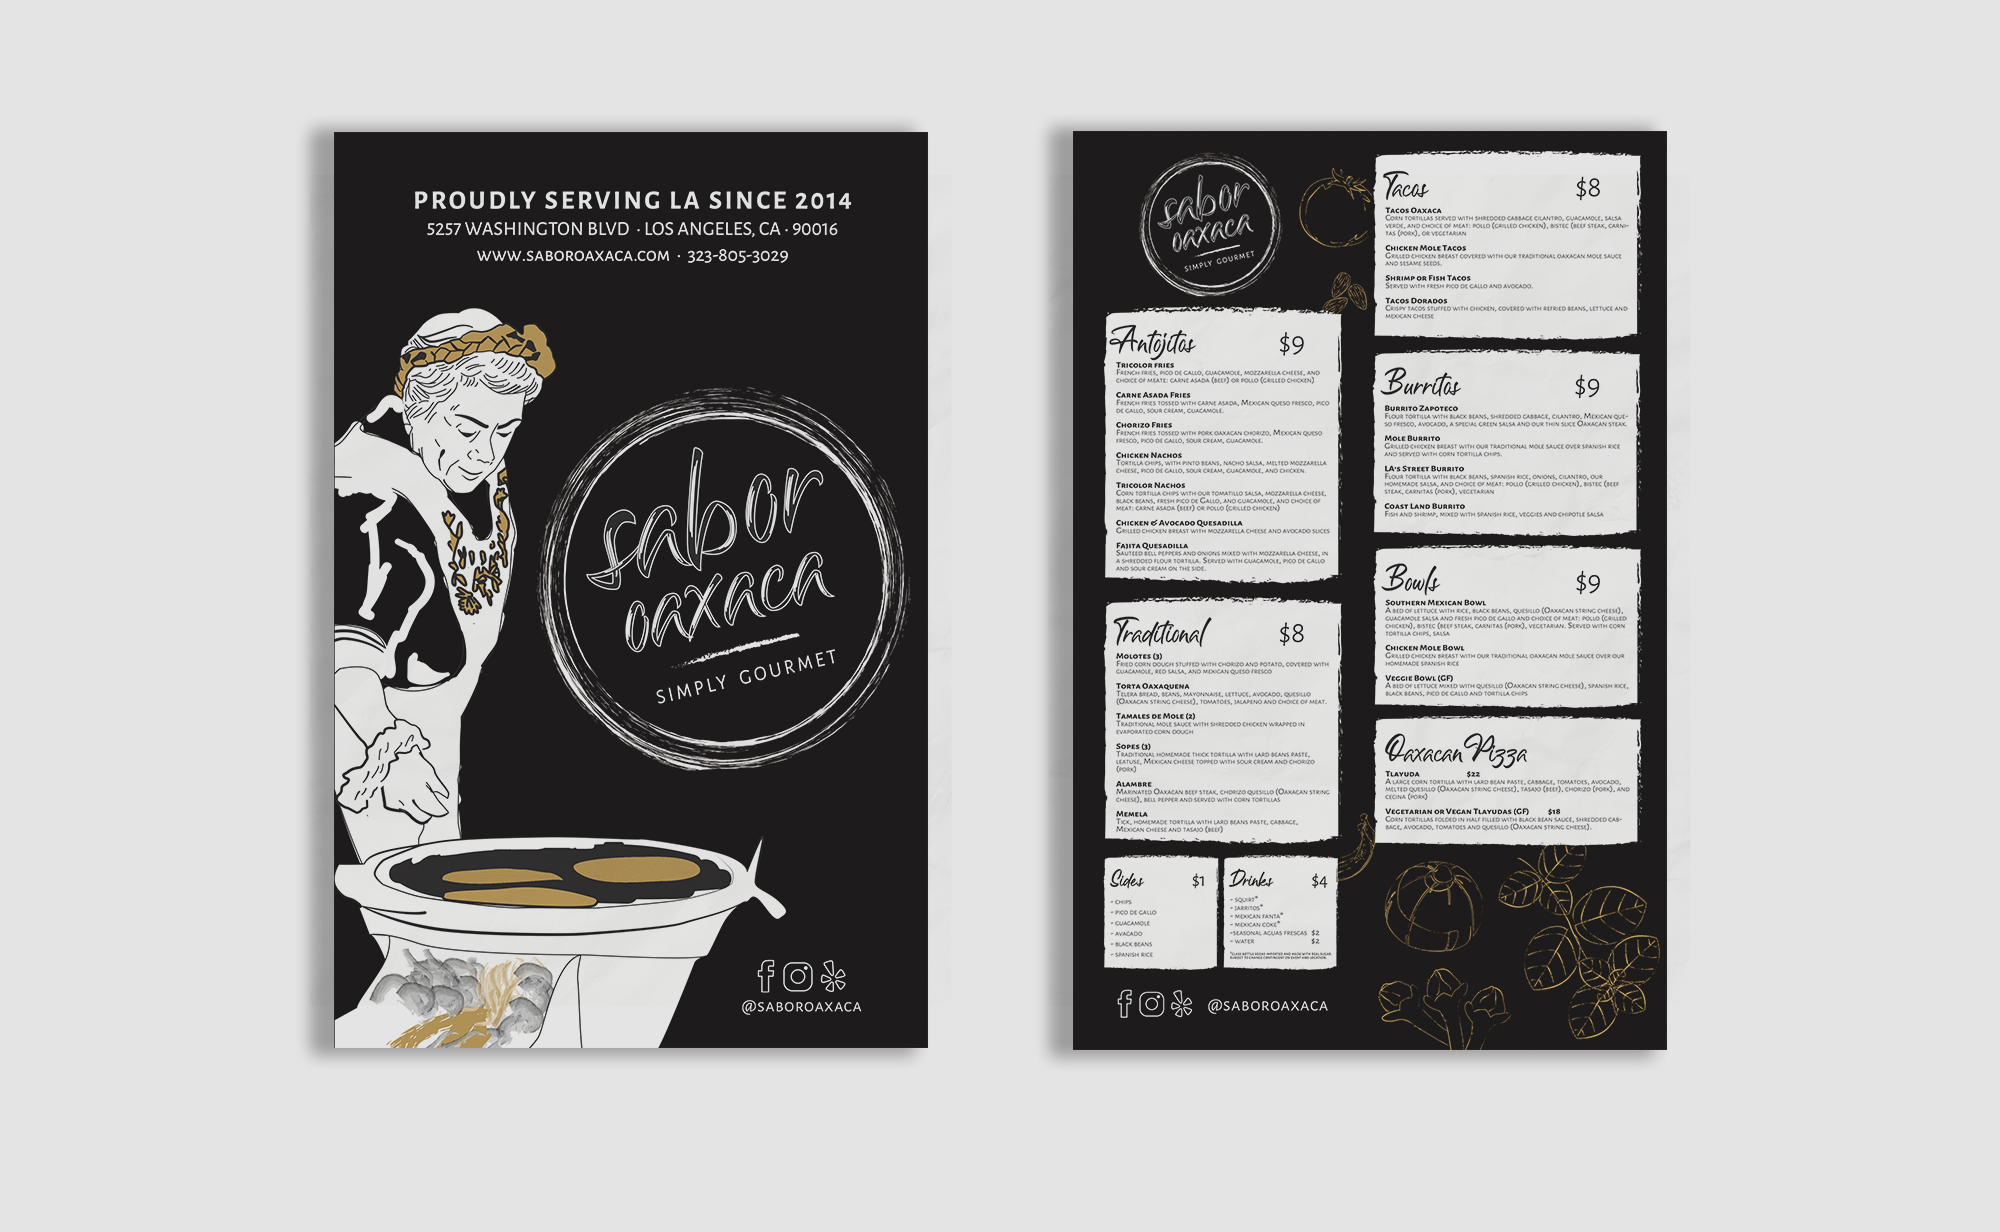 PROUDLY SERVING LA SINCE 2014
5257 WASHINGTON BLVD · LOS ANGELES, CA · 90016
WWW.SABOROAXACA.COM · 323-805-3029
sabor
oaxaca
SIMPLY GOURMET
@SABOROAXACA
sabor
oaxaca
SIMPLY GOURMET
Antojitos $9
TRICOLOR FRIES
FRENCH FRIES, PICO DE GALLO, GUACAMOLE, MOZZARELLA CHEESE, AND
CHOICE OF MEATE: CARNE ASADA (BEEF) OR POLLO (GRILLED CHICKEN)
CARNE ASADA FRIES
FRENCH FRIES TOSSED WITH CARNE ASADA, MEXICAN QUESO FRESCO, PICO
DE GALLO, SOUR CREAM, GUACAMOLE.
CHORIZO FRIES
FRENCH FRIES TOSSED WITH PORK OAXACAN CHORIZO, MEXICAN QUESO
FRESCO, PICO DE GALLO, SOUR CREAM, GUACAMOLE.
CHICKEN NACHOS
TORTILLA CHIPS, WITH PINTO BEANS, NACHO SALSA, MELTED MOZZARELLA
CHEESE, PICO DE GALLO, SOUR CREAM, GUACAMOLE, AND CHICKEN.
TRICOLOR NACHOS
CORN TORTILLA CHIPS WITH OUR TOMATILLO SALSA, MOZZARELLA CHEESE,
BLACK BEANS, FRESH PICO DE GALLO, AND GUACAMOLE, AND CHOICE OF
MEAT: CARNE ASADA (BEEF) OR POLLO (GRILLED CHICKEN)
CHICKEN & AVOCADO QUESADILLA
GRILLED CHICKEN BREAST WITH MOZZARELLA CHEESE AND AVOCADO SLICES
FAJITA QUESADILLA
SAUTEED BELL PEPPERS AND ONIONS MIXED WITH MOZZARELLA CHEESE, IN
A SHREDDED FLOUR TORTILLA. SERVED WITH GUACAMOLE, PICO DE GALLO
AND SOUR CREAM ON THE SIDE.
Traditional $8
MOLOTES (3)
FRIED CORN DOUGH STUFFED WITH CHORIZO AND POTATO, COVERED WITH
GUACAMOLE, RED SALSA, AND MEXICAN QUESO FRESCO
TORTA OAXAQUENA
TELERA BREAD, BEANS, MAYONNAISE, LETTUCE, AVOCADO, QUESILLO
(OAXACAN STRING CHEESE), TOMATOES, JALAPENO AND CHOICE OF MEAT.
TAMALES DE MOLE (2)
TRADITIONAL MOLE SAUCE WITH SHREDDED CHICKEN WRAPPED IN
EVAPORATED CORN DOUGH
SOPES (3)
TRADITIONAL HOMEMADE THICK TORTILLA WITH LARD BEANS PASTE,
LEATUSE, MEXICAN CHEESE TOPPED WITH SOUR CREAM AND CHORIZO
(PORK)
ALAMBRE
MARINATED OAXACAN BEEF STEAK, CHORIZO QUESILLO (OAXACAN STRING
CHEESE), BELL PEPPER AND SERVED WITH CORN TORTILLAS
MEMELA
TICK, HOMEMADE TORTILLA WITH LARD BEANS PASTE, CABBAGE,
MEXICAN CHEESE AND TASAJO (BEEF)
Sides $1
- CHIPS
- PICO DE GALLO
- GUACAMOLE
- AVACADO
- BLACK BEANS
- SPANISH RICE
Drinks $4
- SQUIRT*
- JARRITOS*
- MEXICAN FANTA*
- MEXICAN COKE*
-SEASONAL AGUAS FRESCAS $2
- WATER $2
*GLASS BOTTLE SODAS IMPORTED AND MADE WITH REAL SUGAR.
SUBJECT TO CHANGE CONTINGENT ON EVENT AND LOCATION.
@SABOROAXACA
Tacos $8
TACOS OAXACA
CORN TORTILLAS SERVED WITH SHREDDED CABBAGE CILANTRO, GUACAMOLE, SALSA
VERDE, AND CHOICE OF MEAT: POLLO (GRILLED CHICKEN), BISTEC (BEEF STEAK, CARNI-
TAS (PORK), OR VEGETARIAN
CHICKEN MOLE TACOS
GRILLED CHICKEN BREAST COVERED WITH OUR TRADITIONAL OAXACAN MOLE SAUCE
AND SESAME SEEDS.
SHRIMP OR FISH TACOS
SERVED WITH FRESH PICO DE GALLO AND AVOCADO.
TACOS DORADOS
CRISPY TACOS STUFFED WITH CHICKEN, COVERED WITH REFRIED BEANS, LETTUCE AND
MEXICAN CHEESE
Burritos $9
BURRITO ZAPOTECO
FLOUR TORTILLA WITH BLACK BEANS, SHREDDED CABBAGE, CILANTRO, MEXICAN QUE-
SO FRESCO, AVOCADO, A SPECIAL GREEN SALSA AND OUR THIN SLICE OAXACAN STEAK.
MOLE BURRITO
GRILLED CHICKEN BREAST WITH OUR TRADITIONAL MOLE SAUCE OVER SPANISH RICE
AND SERVED WITH CORN TORTILLA CHIPS.
LA'S STREET BURRITO
FLOUR TORTILLA WITH BLACK BEANS, SPANISH RICE, ONIONS, CILANTRO, OUR
HOMEMADE SALSA, AND CHOICE OF MEAT: POLLO (GRILLED CHICKEN), BISTEC (BEEF
STEAK, CARNITAS (PORK), VEGETARIAN
COAST LAND BURRITO
FISH AND SHRIMP, MIXED WITH SPANISH RICE, VEGGIES AND CHIPOTLE SALSA
Bowls $9
SOUTHERN MEXICAN BOWL
A BED OF LETTUCE WITH RICE, BLACK BEANS, QUESILLO (OAXACAN STRING CHEESE),
GUACAMOLE SALSA AND FRESH PICO DE GALLO AND CHOICE OF MEAT: POLLO (GRILLED
CHICKEN), BISTEC (BEEF STEAK, CARNITAS (PORK), VEGETARIAN. SERVED WITH CORN
TORTILLA CHIPS, SALSA
CHICKEN MOLE BOWL
GRILLED CHICKEN BREAST WITH OUR TRADITIONAL OAXACAN MOLE SAUCE OVER OUR
HOMEMADE SPANISH RICE
VEGGIE BOWL (GF)
A BED OF LETTUCE MIXED WITH QUESILLO (OAXACAN STRING CHEESE), SPANISH RICE,
BLACK BEANS, PICO DE GALLO AND TORTILLA CHIPS
Oaxacan Pizza
TLAYUDA $22
A LARGE CORN TORTILLA WITH LARD BEAN PASTE, CABBAGE, TOMATOES, AVOCADO,
MELTED QUESILLO (OAXACAN STRING CHEESE), TASAJO (BEEF), CHORIZO (PORK), AND
CECINA (PORK)
VEGETARIAN OR VEGAN TLAYUDAS (GF) $18
CORN TORTILLAS FOLDED IN HALF FILLED WITH BLACK BEAN SAUCE, SHREDDED CAB-
BAGE, AVOCADO, TOMATOES AND QUESILLO (OAXACAN STRING CHEESE).